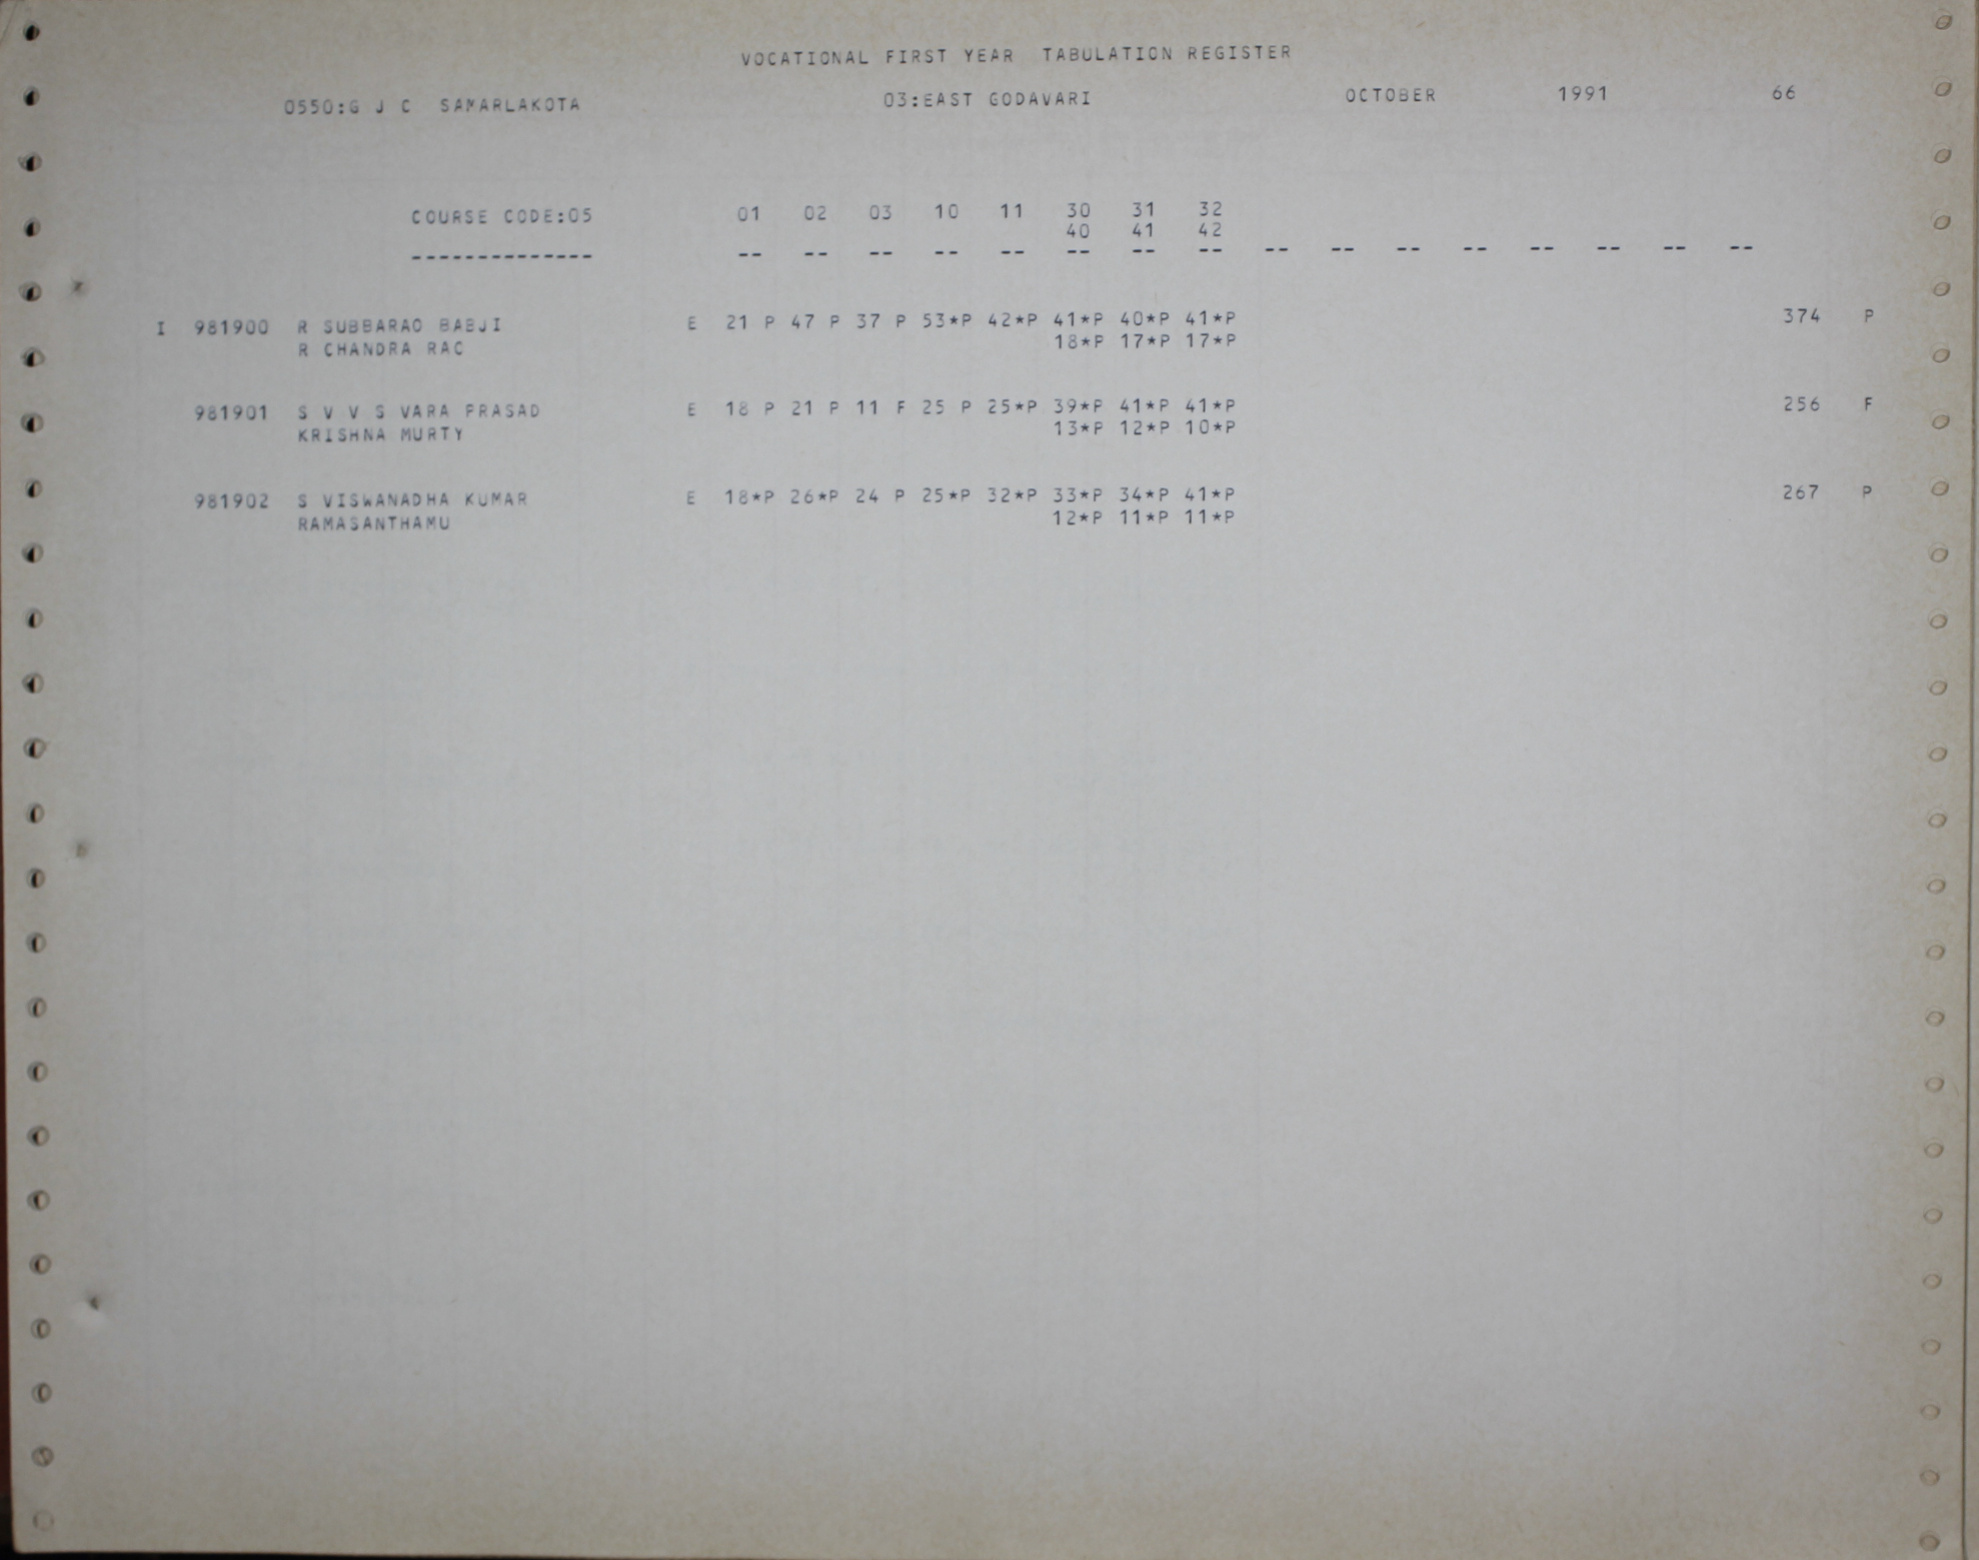 VOCATIONAL FIRST YEAR TABULATION REGISTER
0550:G J C SAMARLAKOTA 03:EAST GODAVARI OCTOBER 1991 66
COURSE CODE:05 01 02 03 10 11 30 31 32
40 41 42
-------------- -- -- -- -- -- -- -- -- -- -- -- -- -- -- -- --
I 981900 R SUBBARAO BABJI E 21 P 47 P 37 P 53*P 42*P 41*P 40*P 41*P 374 P
R CHANDRA RAO 18*P 17*P 17*P
981901 S V V S VARA PRASAD E 18 P 21 P 11 F 25 P 25*P 39*P 41*P 41*P 256 F
KRISHNA MURTY 13*P 12*P 10*P
981902 S VISWANADHA KUMAR E 18*P 26*P 24 P 25*P 32*P 33*P 34*P 41*P 267 P
RAMASANTHAMU 12*P 11*P 11*P